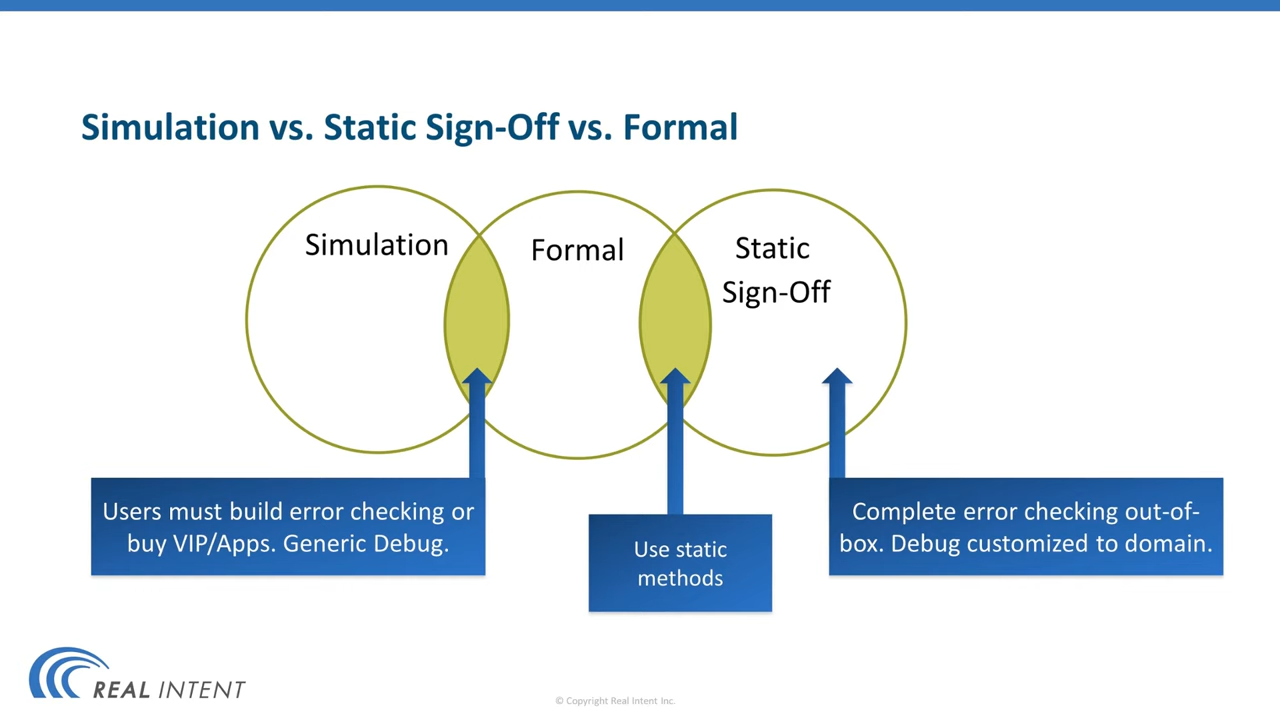 Simulation vs. Static Sign-Off vs. Formal
Simulation
Formal
Static
Sign-Off
Users must build error checking or
buy VIP/Apps. Generic Debug.
Use static
methods
Complete error checking out-of-
box. Debug customized to domain.
REAL INTENT
© Copyright Real Intent Inc.